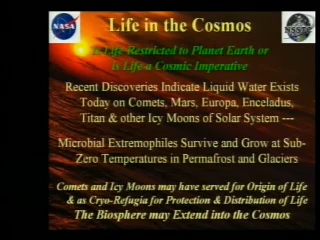 NASA
Life in the Cosmos
NSSTC
Is Life Restricted to Planet Earth or
is Life a Cosmic Imperative
Recent Discoveries Indicate Liquid Water Exists
Today on Comets, Mars, Europa, Enceladus,
Titan & other Icy Moons of Solar System ---
Microbial Extremophiles Survive and Grow at Sub-
Zero Temperatures in Permafrost and Glaciers
Comets and Icy Moons may have served for Origin of Life
& as Cryo-Refugia for Protection & Distribution of Life
The Biosphere may Extend into the Cosmos